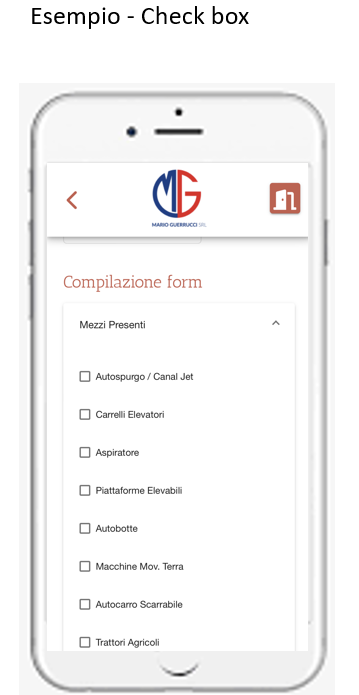 Esempio - Check box
MG
MARIO GUERRUCCI SRL
Compilazione form
Mezzi Presenti
Autospurgo / Canal Jet
Carrelli Elevatori
Aspiratore
Piattaforme Elevabili
Autobotte
Macchine Mov. Terra
Autocarro Scarrabile
Trattori Agricoli